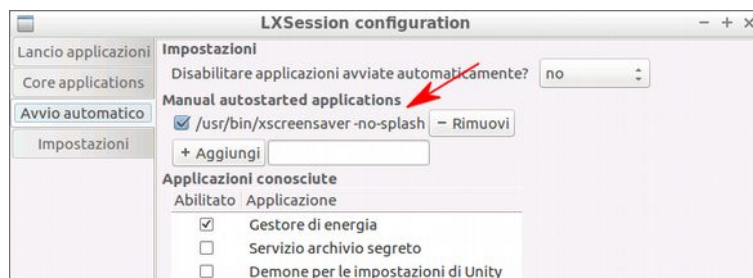 LXSession configuration
Lancio applicazioni
Core applications
Avvio automatico
Impostazioni
Impostazioni
Disabilitare applicazioni avviate automaticamente? no
Manual autostarted applications
/usr/bin/xscreensaver -no-splash − Rimuovi
+ Aggiungi
Applicazioni conosciute
Abilitato Applicazione
Gestore di energia
Servizio archivio segreto
Demone per le impostazioni di Unity